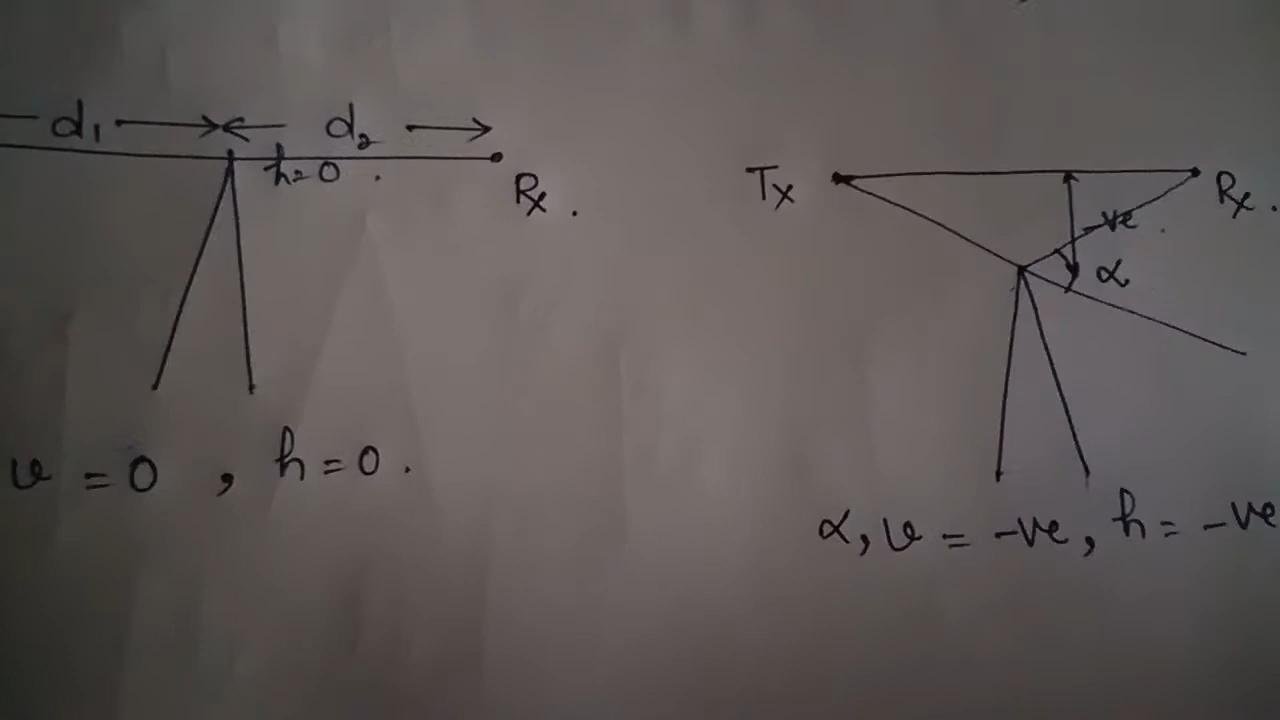 d₁ d₂
h=0 .
Rx .
v = 0 , h = 0 .
Tx Rx .
-ve .
α
α, v = -ve, h = -ve